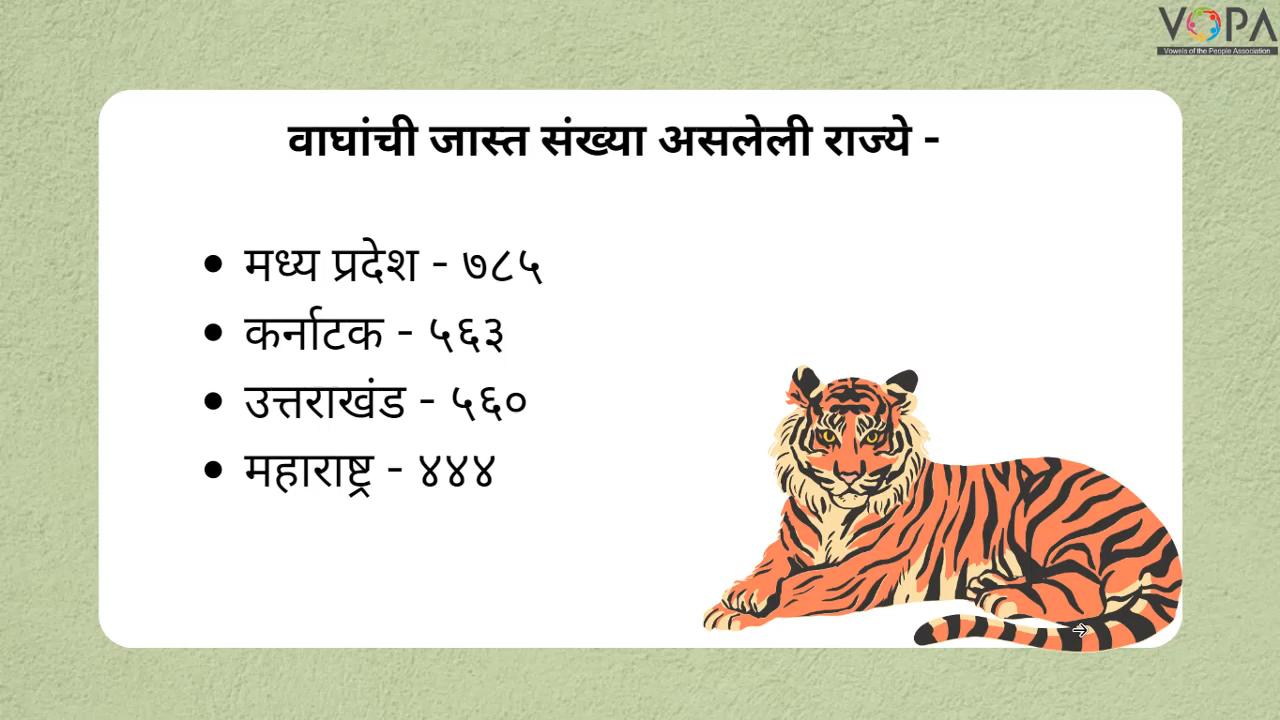 VOPA
Vowels of the People Association
वाघांची जास्त संख्या असलेली राज्ये -
• मध्य प्रदेश - ७८५
• कर्नाटक - ५६३
• उत्तराखंड - ५६०
• महाराष्ट्र - ४४४